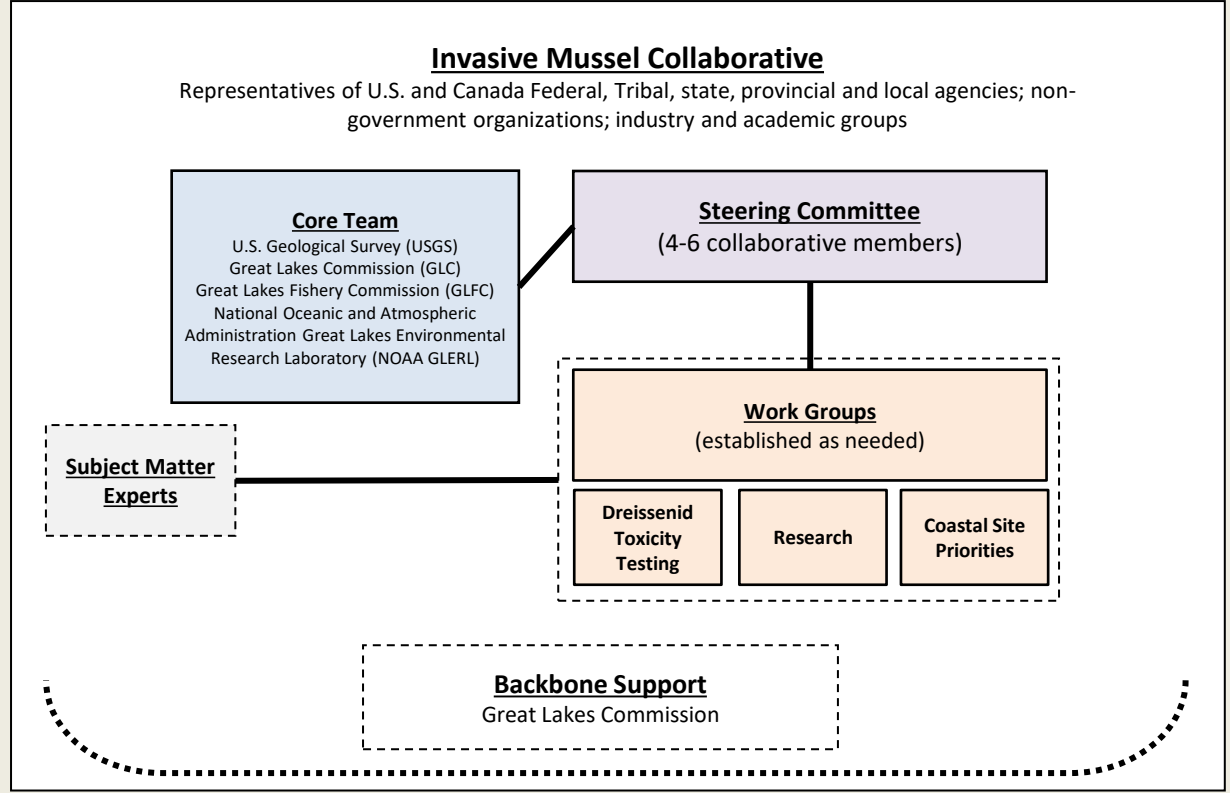 Invasive Mussel Collaborative
Representatives of U.S. and Canada Federal, Tribal, state, provincial and local agencies; non-
government organizations; industry and academic groups
Core Team
U.S. Geological Survey (USGS)
Great Lakes Commission (GLC)
Great Lakes Fishery Commission (GLFC)
National Oceanic and Atmospheric
Administration Great Lakes Environmental
Research Laboratory (NOAA GLERL)
Steering Committee
(4-6 collaborative members)
Work Groups
(established as needed)
Subject Matter
Experts
Dreissenid
Toxicity
Testing
Research
Coastal Site
Priorities
Backbone Support
Great Lakes Commission